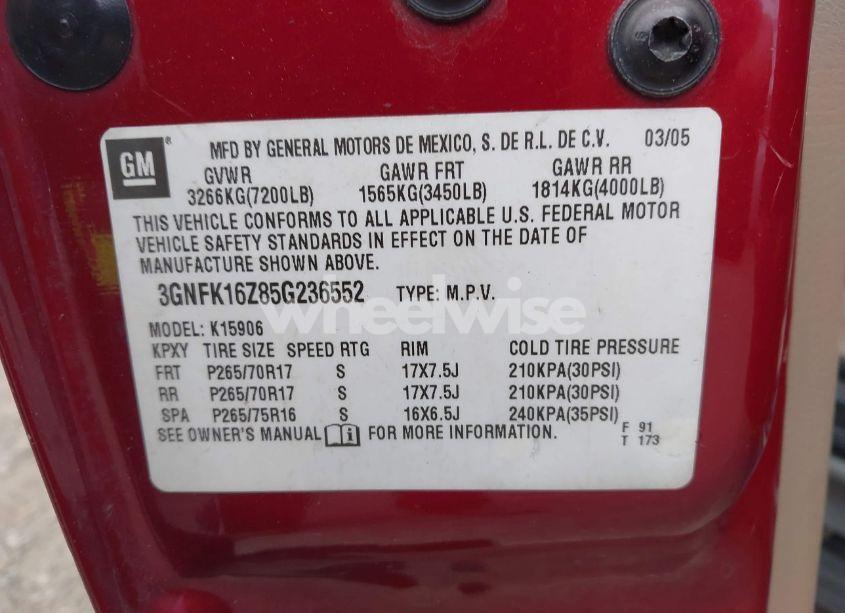 GM ® MFD BY GENERAL MOTORS DE MEXICO, S. DE R.L. DE C.V. 03/05
GVWR GAWR FRT GAWR RR
3266KG(7200LB) 1565KG(3450LB) 1814KG(4000LB)
THIS VEHICLE CONFORMS TO ALL APPLICABLE U.S. FEDERAL MOTOR
VEHICLE SAFETY STANDARDS IN EFFECT ON THE DATE OF
MANUFACTURE SHOWN ABOVE.
3GNFK16Z85G236552 TYPE: M.P.V.
wheelwise
MODEL: K15906
KPXY TIRE SIZE SPEED RTG RIM COLD TIRE PRESSURE
FRT P265/70R17 S 17X7.5J 210KPA(30PSI)
RR P265/70R17 S 17X7.5J 210KPA(30PSI)
SPA P265/75R16 S 16X6.5J 240KPA(35PSI)
SEE OWNER'S MANUAL FOR MORE INFORMATION. F 91
T 173